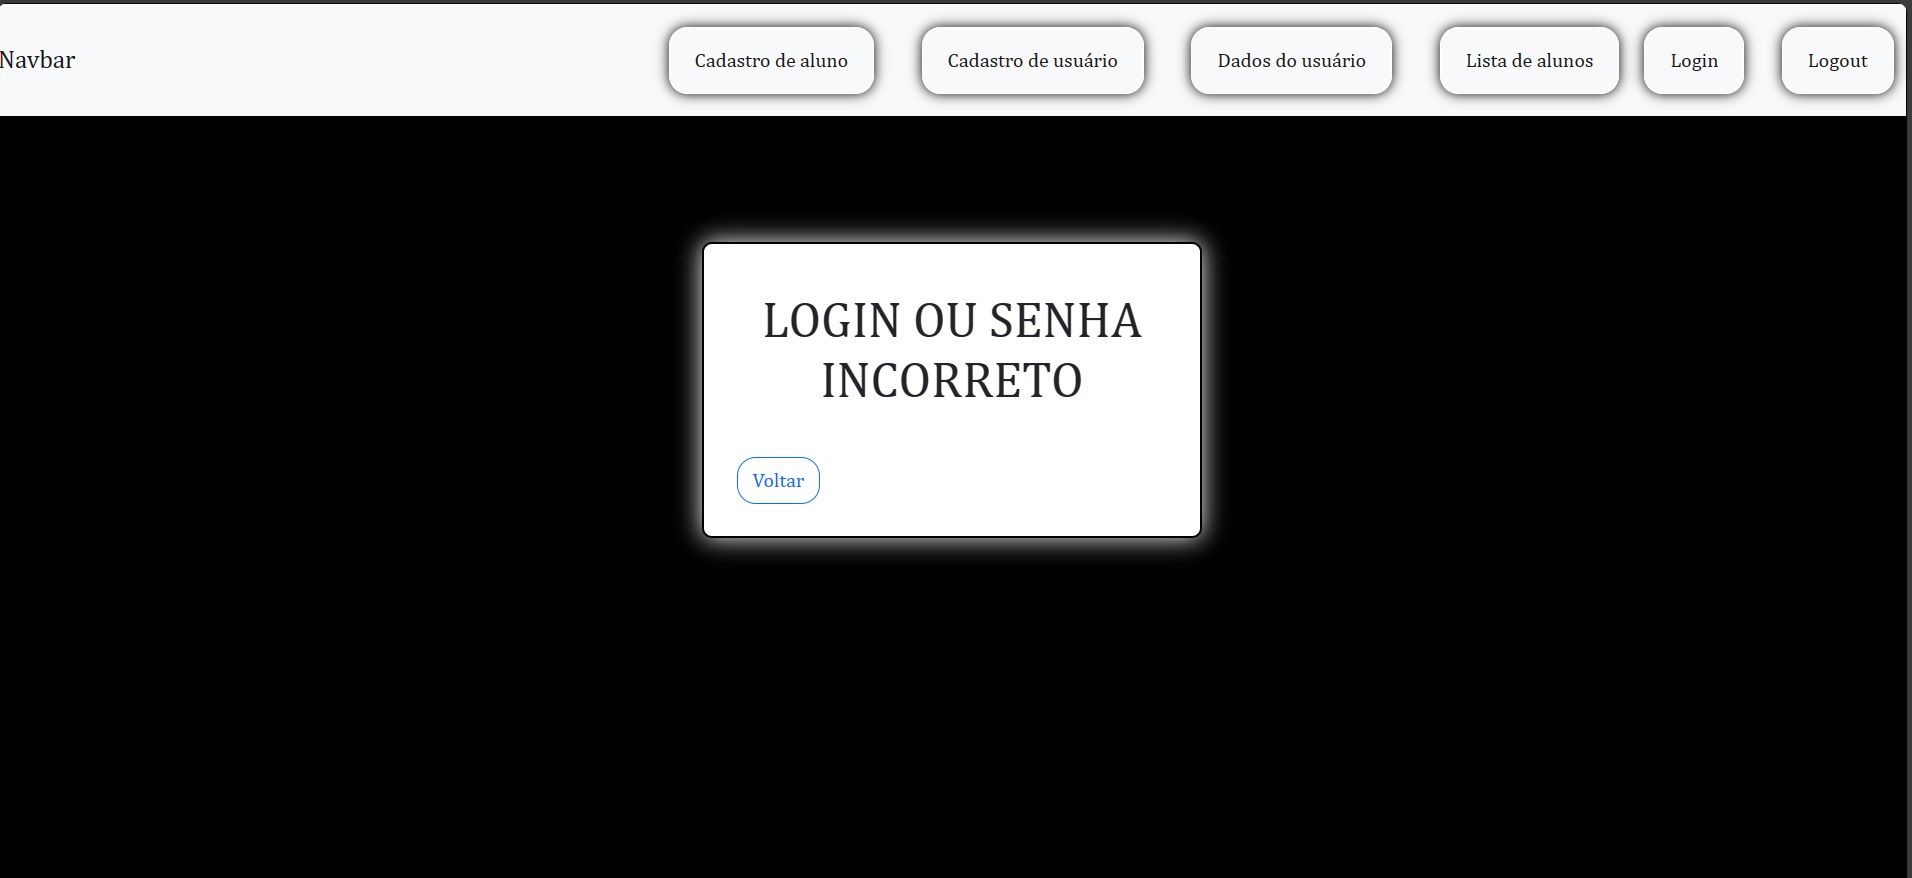 Navbar
Cadastro de aluno
Cadastro de usuário
Dados do usuário
Lista de alunos
Login
Logout
LOGIN OU SENHA
INCORRETO
Voltar